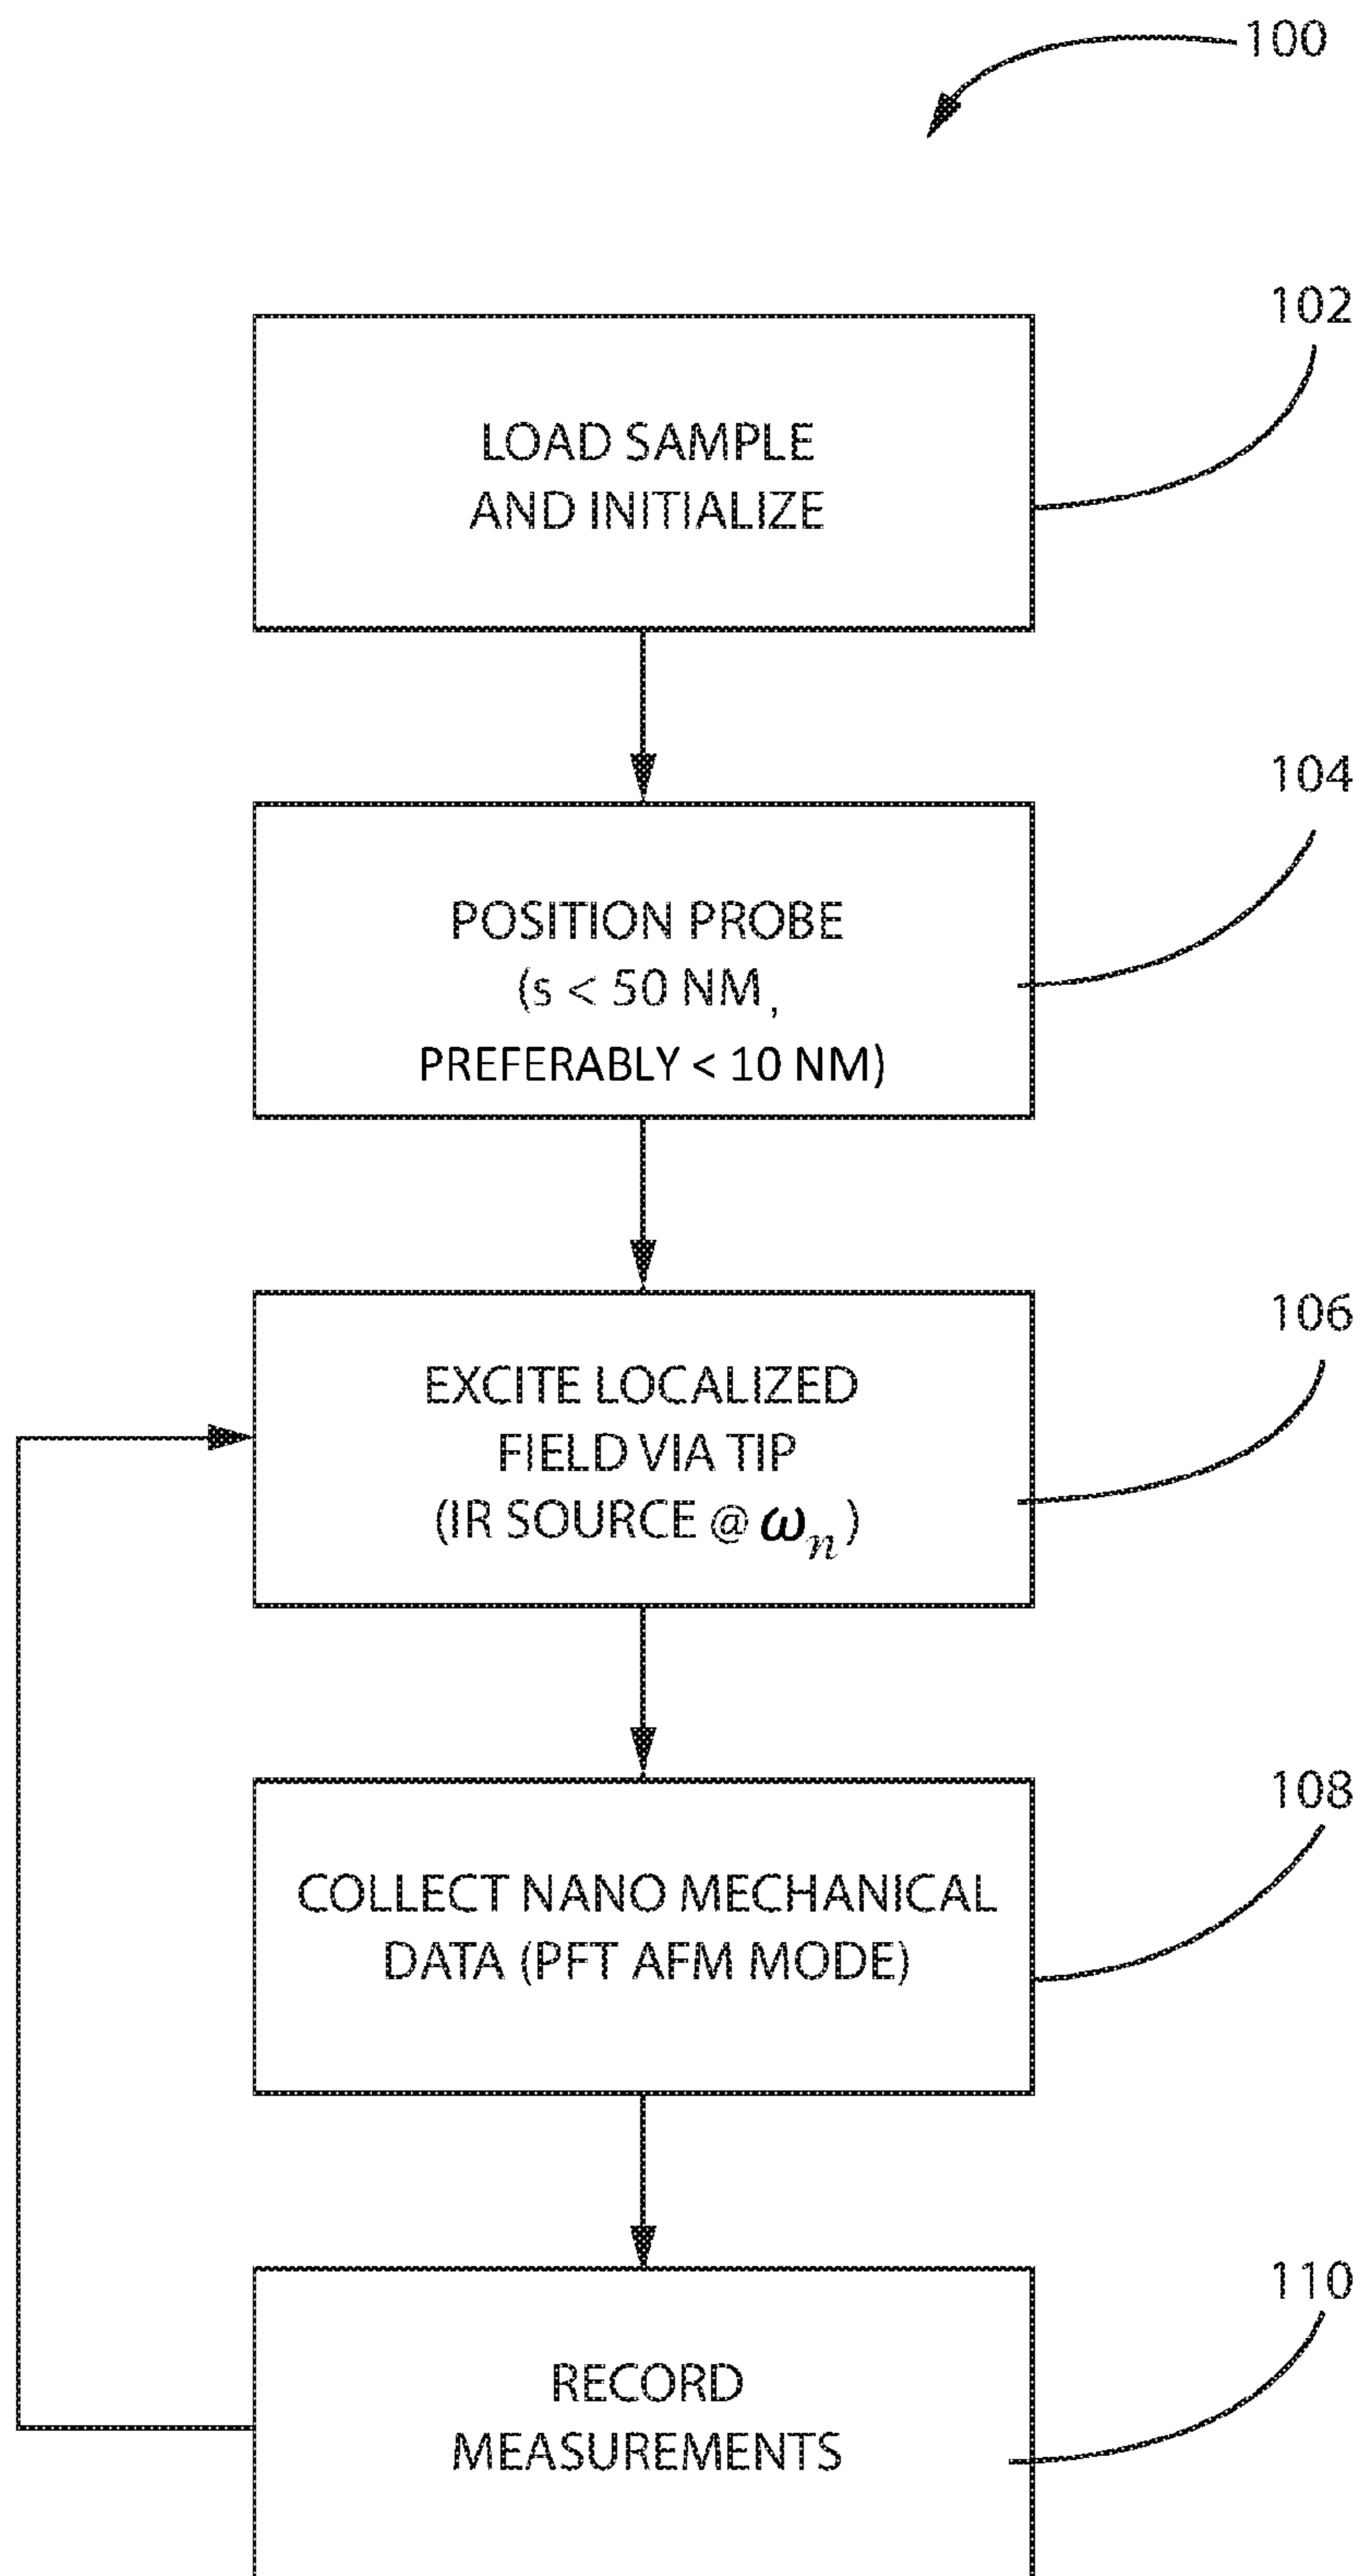 100
102
LOAD SAMPLE
AND INITIALIZE
104
POSITION PROBE
(s < 50 NM,
PREFERABLY < 10 NM)
106
EXCITE LOCALIZED
FIELD VIA TIP
(IR SOURCE @ ωn)
108
COLLECT NANO MECHANICAL
DATA (PFT AFM MODE)
110
RECORD
MEASUREMENTS